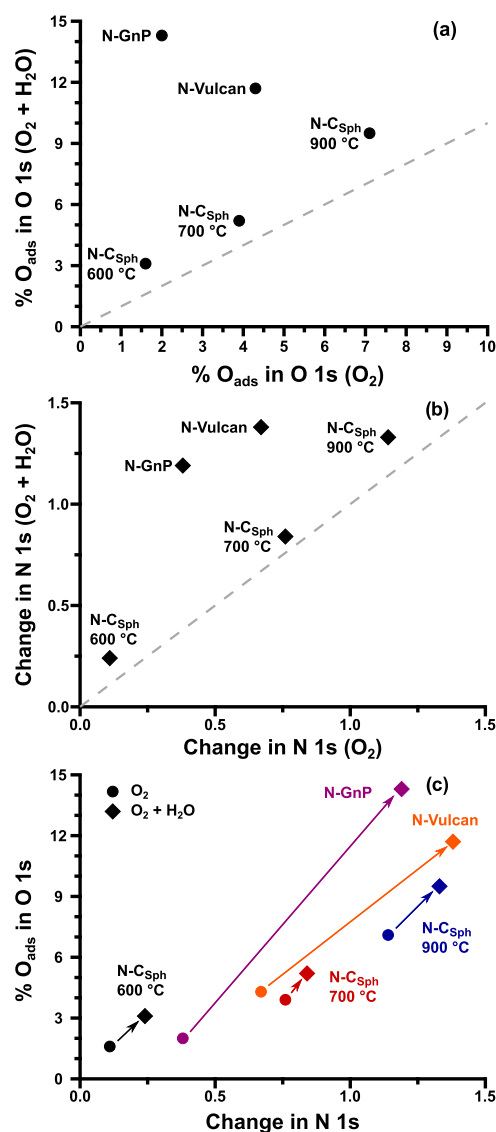 (a)
% Oads in O 1s (O2 + H2O)
15
12
9
6
3
0
N-GnP
N-Vulcan
N-CSph
900 °C
N-CSph
700 °C
N-CSph
600 °C
0 1 2 3 4 5 6 7 8 9 10
% Oads in O 1s (O2)
(b)
Change in N 1s (O2 + H2O)
1.5
1.0
0.5
0.0
N-Vulcan
N-CSph
900 °C
N-GnP
N-CSph
700 °C
N-CSph
600 °C
0.0 0.5 1.0 1.5
Change in N 1s (O2)
(c)
% Oads in O 1s
15
12
9
6
3
0
O2
O2 + H2O
N-GnP
N-Vulcan
N-CSph
900 °C
N-CSph
600 °C
N-CSph
700 °C
0.0 0.5 1.0 1.5
Change in N 1s